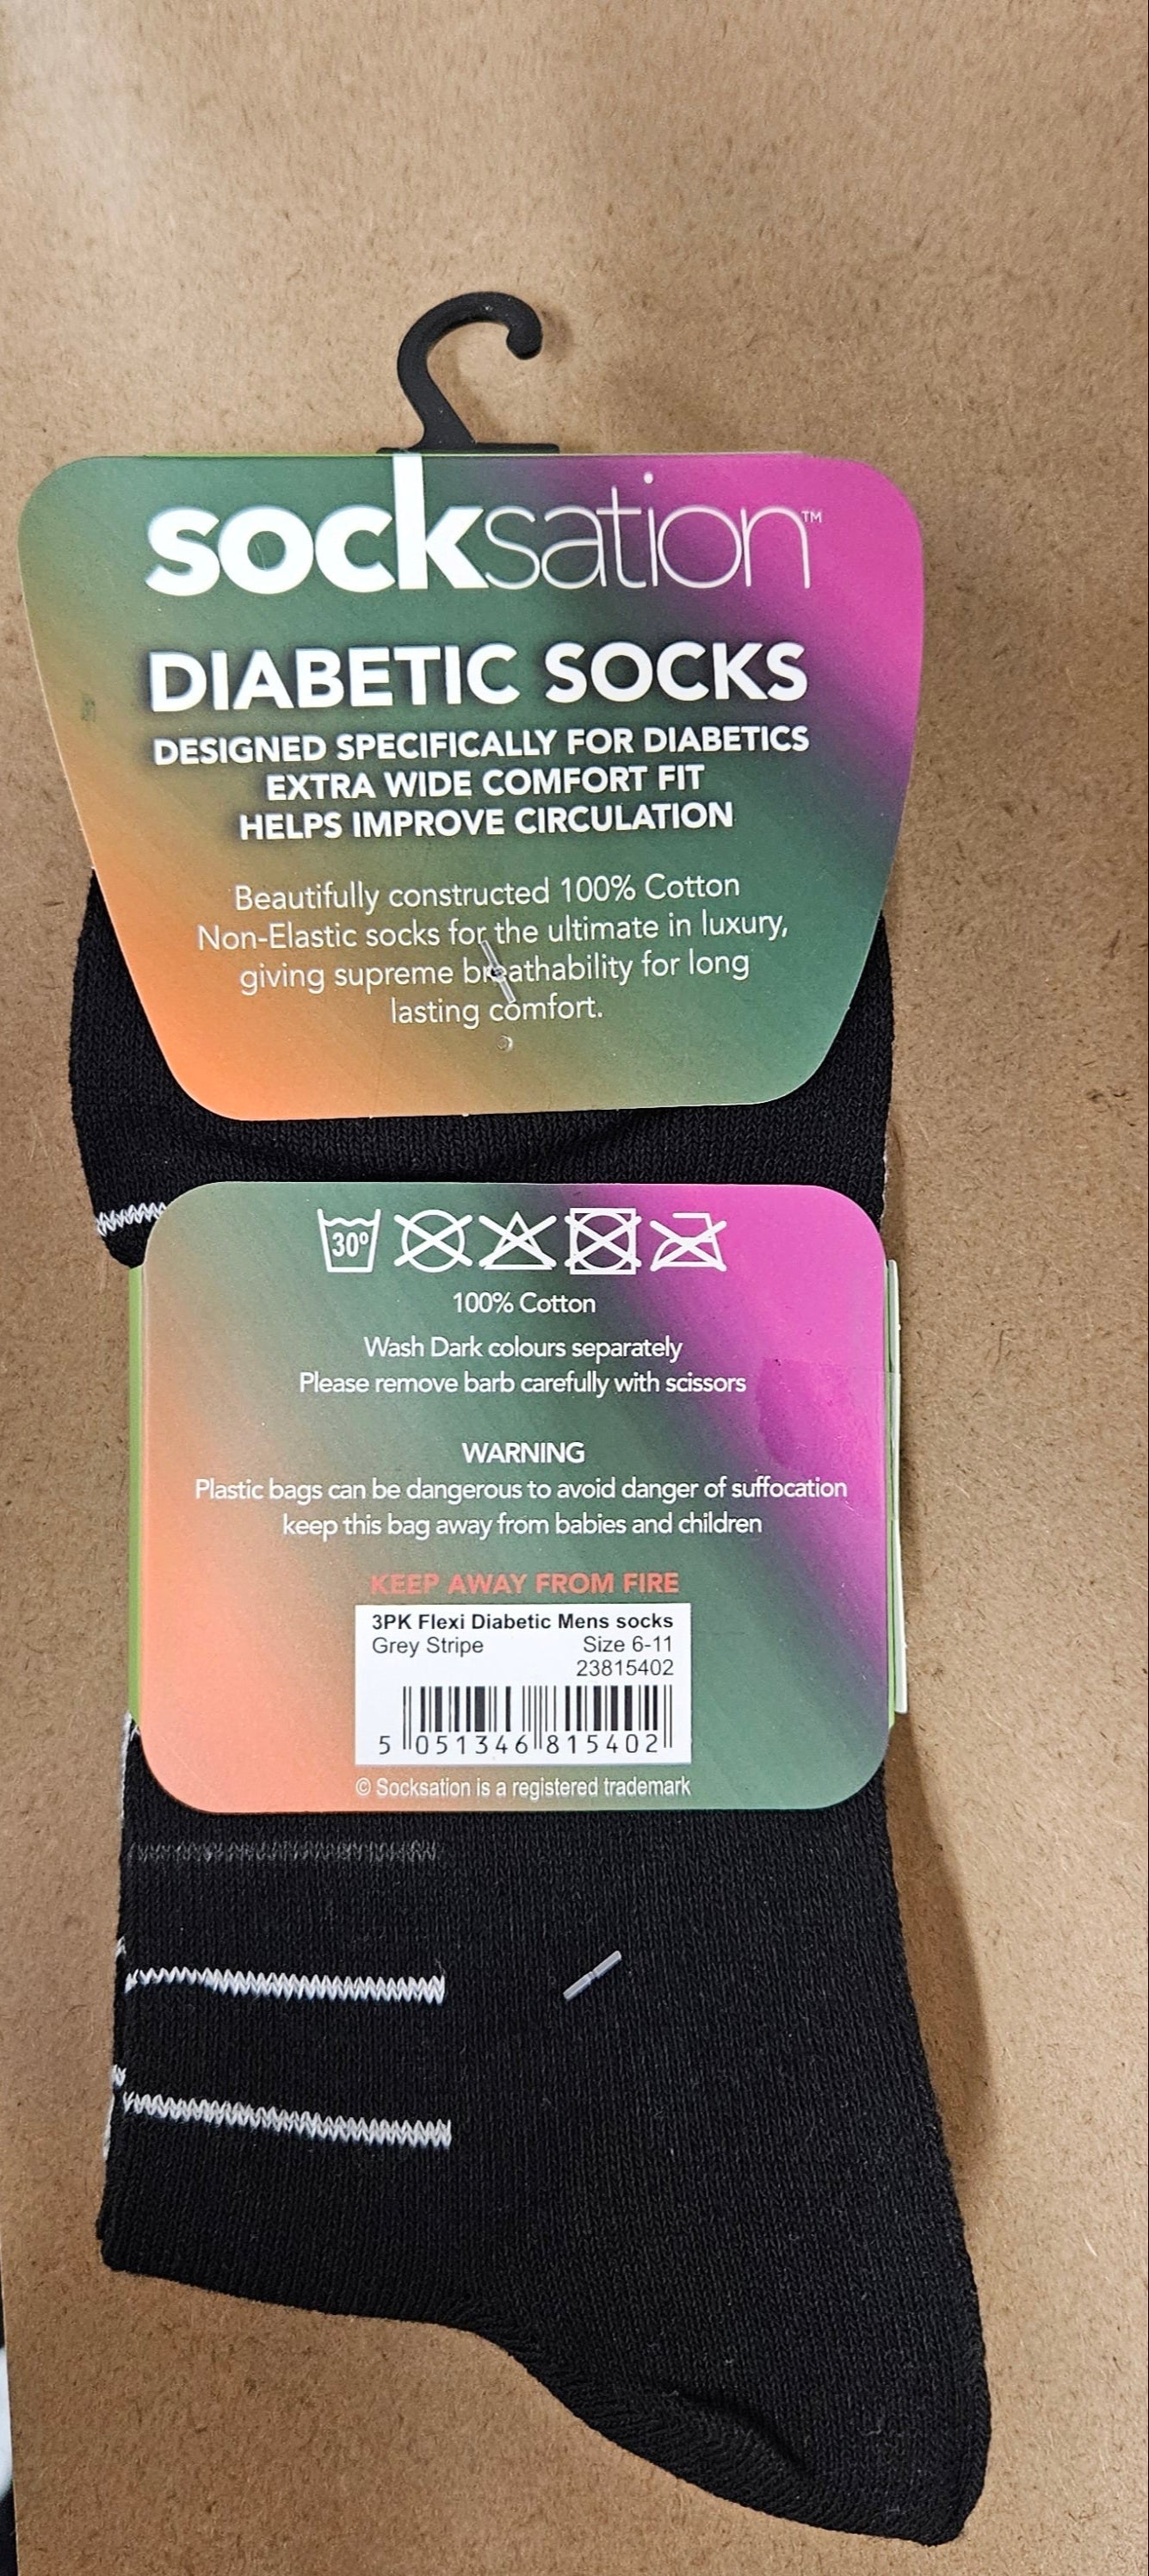 socksation™
DIABETIC SOCKS
DESIGNED SPECIFICALLY FOR DIABETICS
EXTRA WIDE COMFORT FIT
HELPS IMPROVE CIRCULATION
Beautifully constructed 100% Cotton
Non-Elastic socks for the ultimate in luxury,
giving supreme breathability for long
lasting comfort.
30°
100% Cotton
Wash Dark colours separately
Please remove barb carefully with scissors
WARNING
Plastic bags can be dangerous to avoid danger of suffocation
keep this bag away from babies and children
KEEP AWAY FROM FIRE
3PK Flexi Diabetic Mens socks
Grey Stripe Size 6-11
23815402
5 051346 815402
© Socksation is a registered trademark